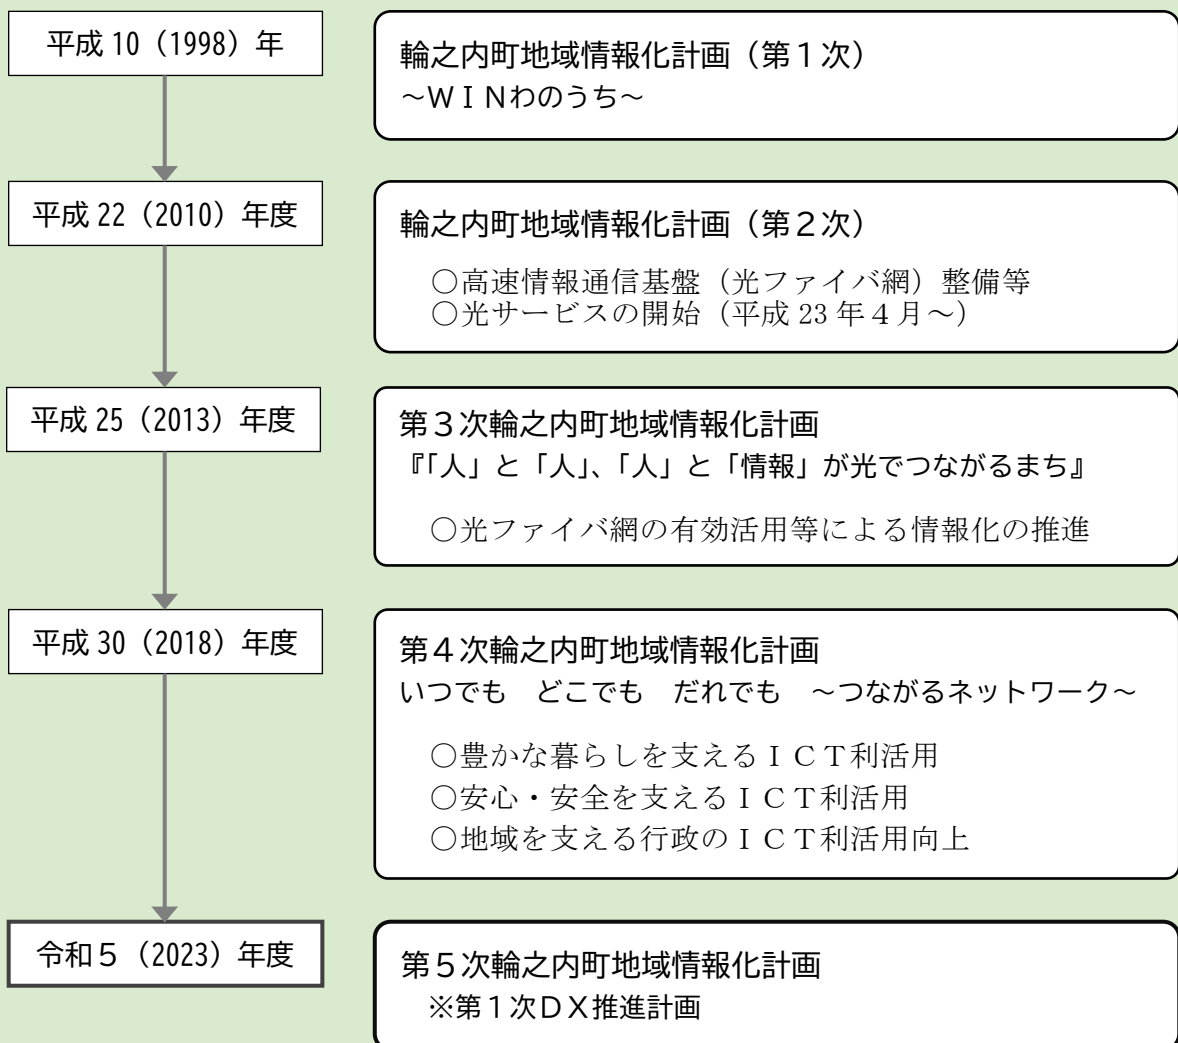 平成 10（1998）年
輪之内町地域情報化計画（第１次）
～ＷＩＮわのうち～
平成 22（2010）年度
輪之内町地域情報化計画（第２次）
○高速情報通信基盤（光ファイバ網）整備等
○光サービスの開始（平成 23 年４月～）
平成 25（2013）年度
第３次輪之内町地域情報化計画
『「人」と「人」、「人」と「情報」が光でつながるまち』
○光ファイバ網の有効活用等による情報化の推進
平成 30（2018）年度
第４次輪之内町地域情報化計画
いつでも　どこでも　だれでも　～つながるネットワーク～
○豊かな暮らしを支えるＩＣＴ利活用
○安心・安全を支えるＩＣＴ利活用
○地域を支える行政のＩＣＴ利活用向上
令和５（2023）年度
第５次輪之内町地域情報化計画
※第１次ＤＸ推進計画